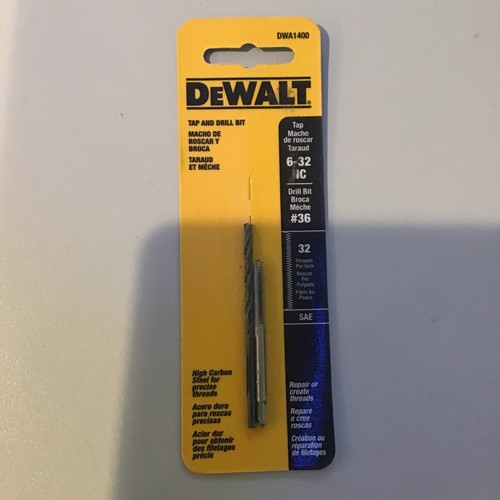 DWA1400
DEWALT
TAP AND DRILL BIT
MACHO DE
ROSCAR Y
BROCA
TARAUD
ET MÈCHE
Tap
Macho
de roscar
Taraud
6-32
NC
Drill Bit
Broca
Mèche
#36
32
Threads
Per Inch
Roscas
Por
Pulgada
Filets Au
Pouce
SAE
High Carbon
Steel for
precise
threads
Acero duro
para roscas
precisas
Acier dur
pour obtenir
des filetages
précis
Repair or
create
threads
Repare
o cree
roscas
Création ou
réparation
de filetages